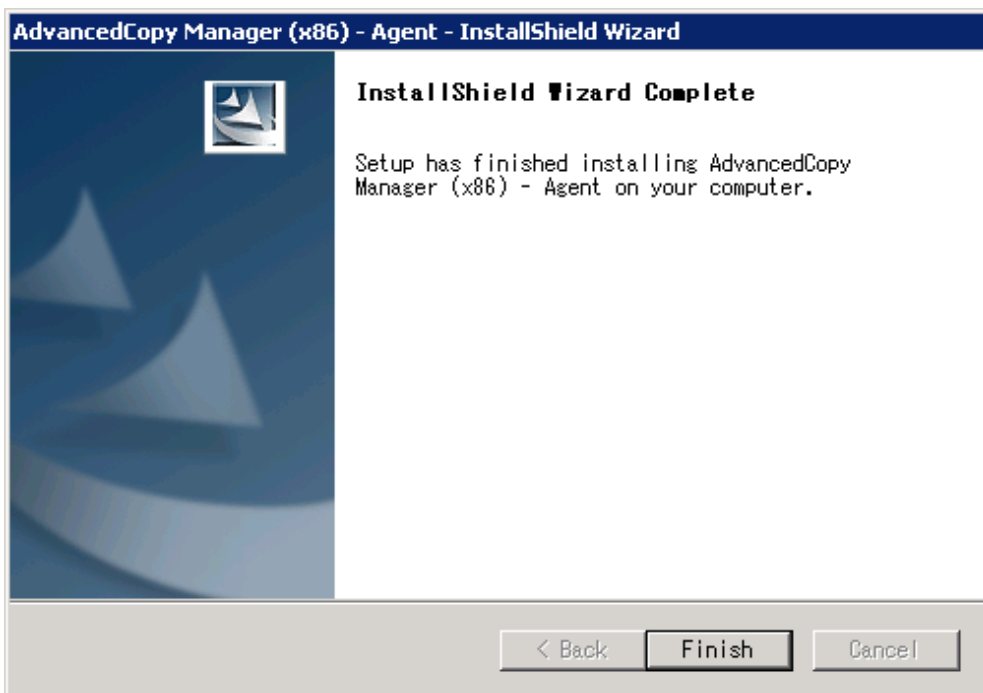 AdvancedCopy Manager (x86) - Agent - InstallShield Wizard
InstallShield Wizard Complete
Setup has finished installing AdvancedCopy
Manager (x86) - Agent on your computer.
< Back
Finish
Cancel